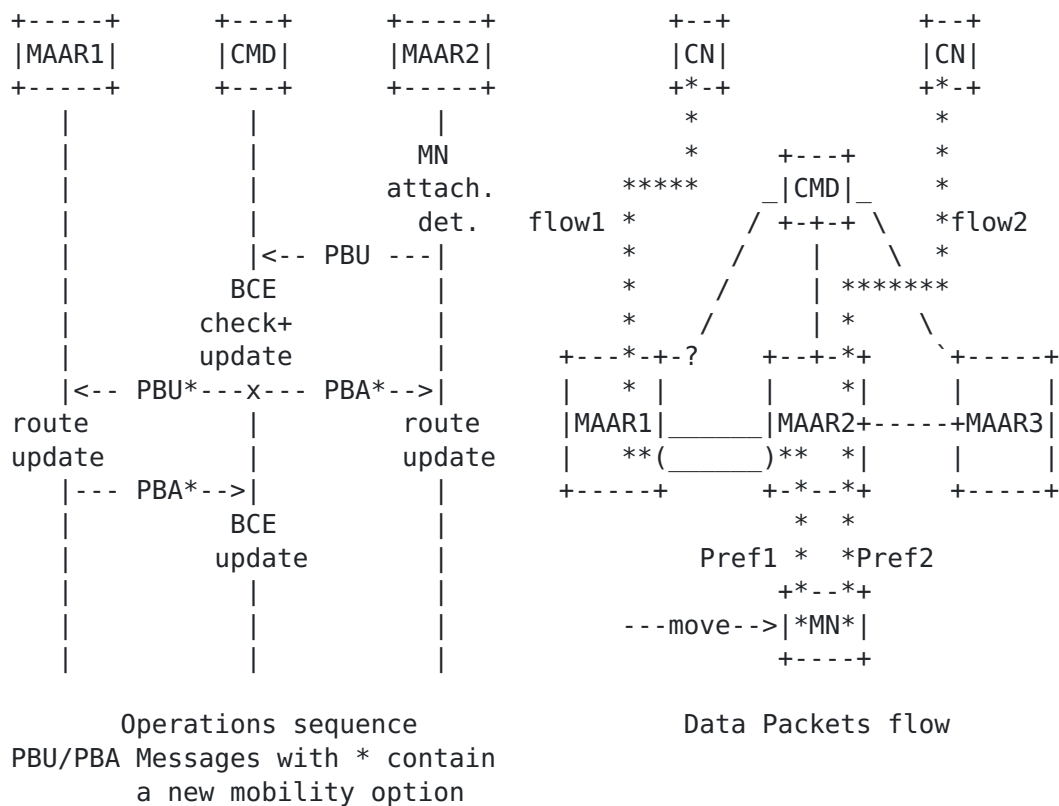 +-----+      +---+      +-----+           +--+            +--+
|MAAR1|      |CMD|      |MAAR2|           |CN|            |CN|
+-----+      +---+      +-----+           +*-+            +*-+
   |           |           |               *               *
   |           |          MN               *     +---+     *
   |           |        attach.        *****    _|CMD|_    *
   |           |          det.   flow1 *       / +-+-+ \   *flow2
   |           |<-- PBU ---|           *      /    |    \  *
   |          BCE          |           *     /     | *******
   |        check+         |           *    /      | *    \
   |        update         |       +---*-+-?    +--+-*+    `+-----+
   |<-- PBU*---x--- PBA*-->|       |   * |      |    *|     |     |
route          |         route     |MAAR1|______|MAAR2+-----+MAAR3|
update         |         update    |   **(______)**  *|     |     |
   |--- PBA*-->|           |       +-----+      +-*--*+     +-----+
   |          BCE          |                      *  *
   |         update        |                Pref1 *  *Pref2
   |           |           |                     +*--*+
   |           |           |           ---move-->|*MN*|
   |           |           |                     +----+

       Operations sequence                  Data Packets flow
PBU/PBA Messages with * contain
        a new mobility option